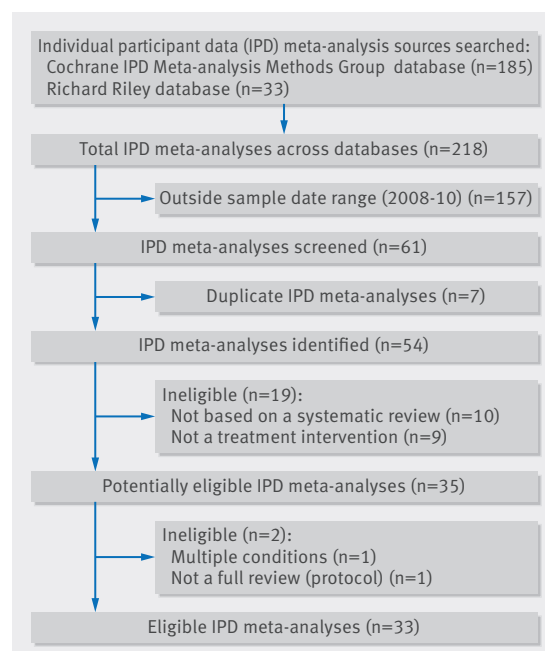 Individual participant data (IPD) meta-analysis sources searched:
Cochrane IPD Meta-analysis Methods Group database (n=185)
Richard Riley database (n=33)
Total IPD meta-analyses across databases (n=218)
Outside sample date range (2008-10) (n=157)
IPD meta-analyses screened (n=61)
Duplicate IPD meta-analyses (n=7)
IPD meta-analyses identified (n=54)
Ineligible (n=19):
Not based on a systematic review (n=10)
Not a treatment intervention (n=9)
Potentially eligible IPD meta-analyses (n=35)
Ineligible (n=2):
Multiple conditions (n=1)
Not a full review (protocol) (n=1)
Eligible IPD meta-analyses (n=33)